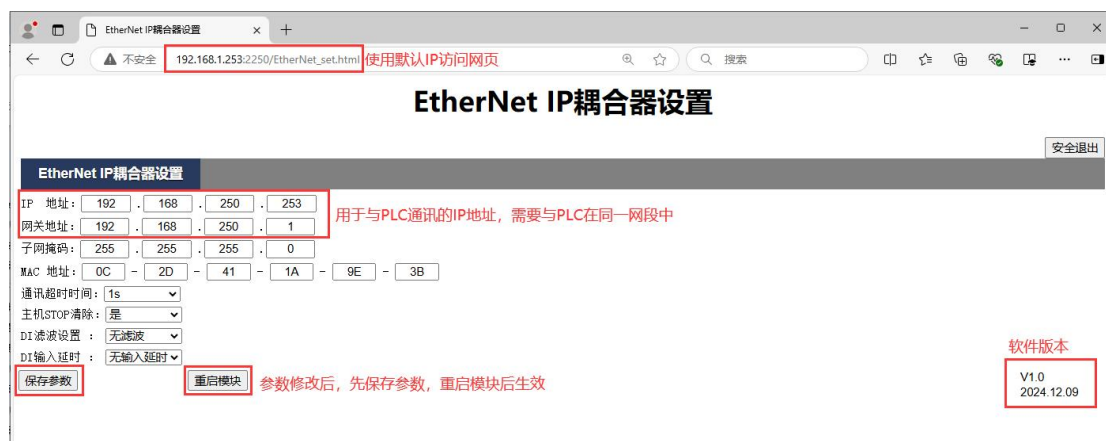 EtherNet IP耦合器设置
不安全 192.168.1.253:2250/EtherNet_set.html 使用默认IP访问网页 搜索
EtherNet IP耦合器设置
安全退出
EtherNet IP耦合器设置
IP 地址: 192 . 168 . 250 . 253
用于与PLC通讯的IP地址，需要与PLC在同一网段中
网关地址: 192 . 168 . 250 . 1
子网掩码: 255 . 255 . 255 . 0
MAC 地址: 0C - 2D - 41 - 1A - 9E - 3B
通讯超时时间: 1s
主机STOP清除: 是
DI滤波设置 : 无滤波
DI输入延时 : 无输入延时
软件版本
保存参数 重启模块 参数修改后，先保存参数，重启模块后生效
V1.0
2024.12.09